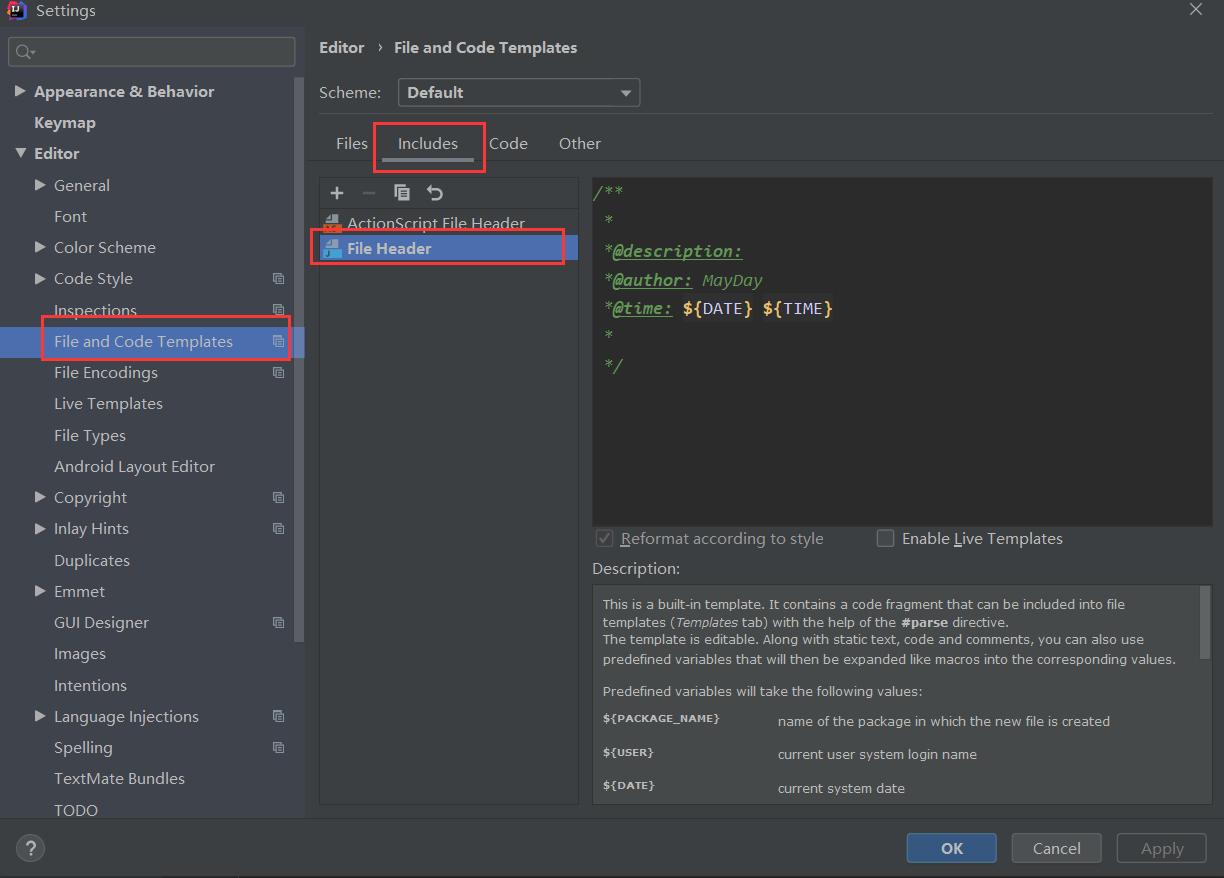 Settings
Editor › File and Code Templates
Scheme: Default
Files Includes Code Other
Appearance & Behavior
Keymap
Editor
General
Font
Color Scheme
Code Style
Inspections
File and Code Templates
File Encodings
Live Templates
File Types
Android Layout Editor
Copyright
Inlay Hints
Duplicates
Emmet
GUI Designer
Images
Intentions
Language Injections
Spelling
TextMate Bundles
TODO
ActionScript File Header
File Header
/**
*
*@description:
*@author: MayDay
*@time: ${DATE} ${TIME}
*
*/
Reformat according to style
Enable Live Templates
Description:
This is a built-in template. It contains a code fragment that can be included into file
templates (Templates tab) with the help of the #parse directive.
The template is editable. Along with static text, code and comments, you can also use
predefined variables that will then be expanded like macros into the corresponding values.
Predefined variables will take the following values:
${PACKAGE_NAME} name of the package in which the new file is created
${USER} current user system login name
${DATE} current system date
?
OK Cancel Apply